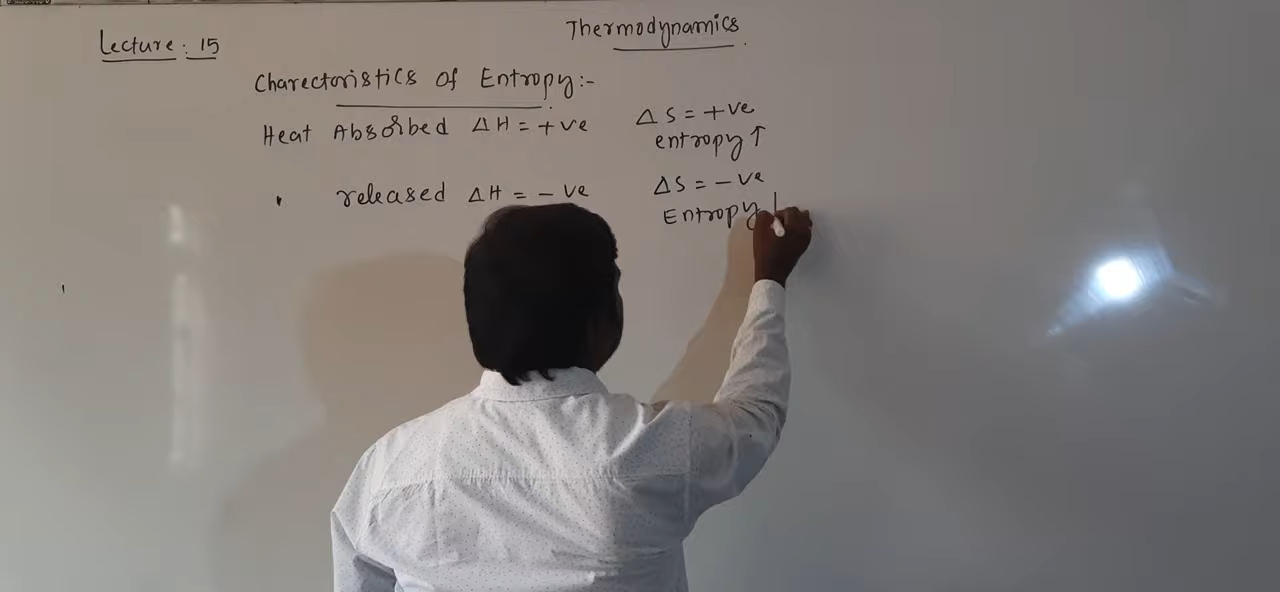 Thermodynamics
Lecture: 15
Charectoristics of Entropy:-
Heat Absorbed ΔH = +ve ΔS = +ve
entropy ↑
released ΔH = - ve ΔS = - ve
Entropy